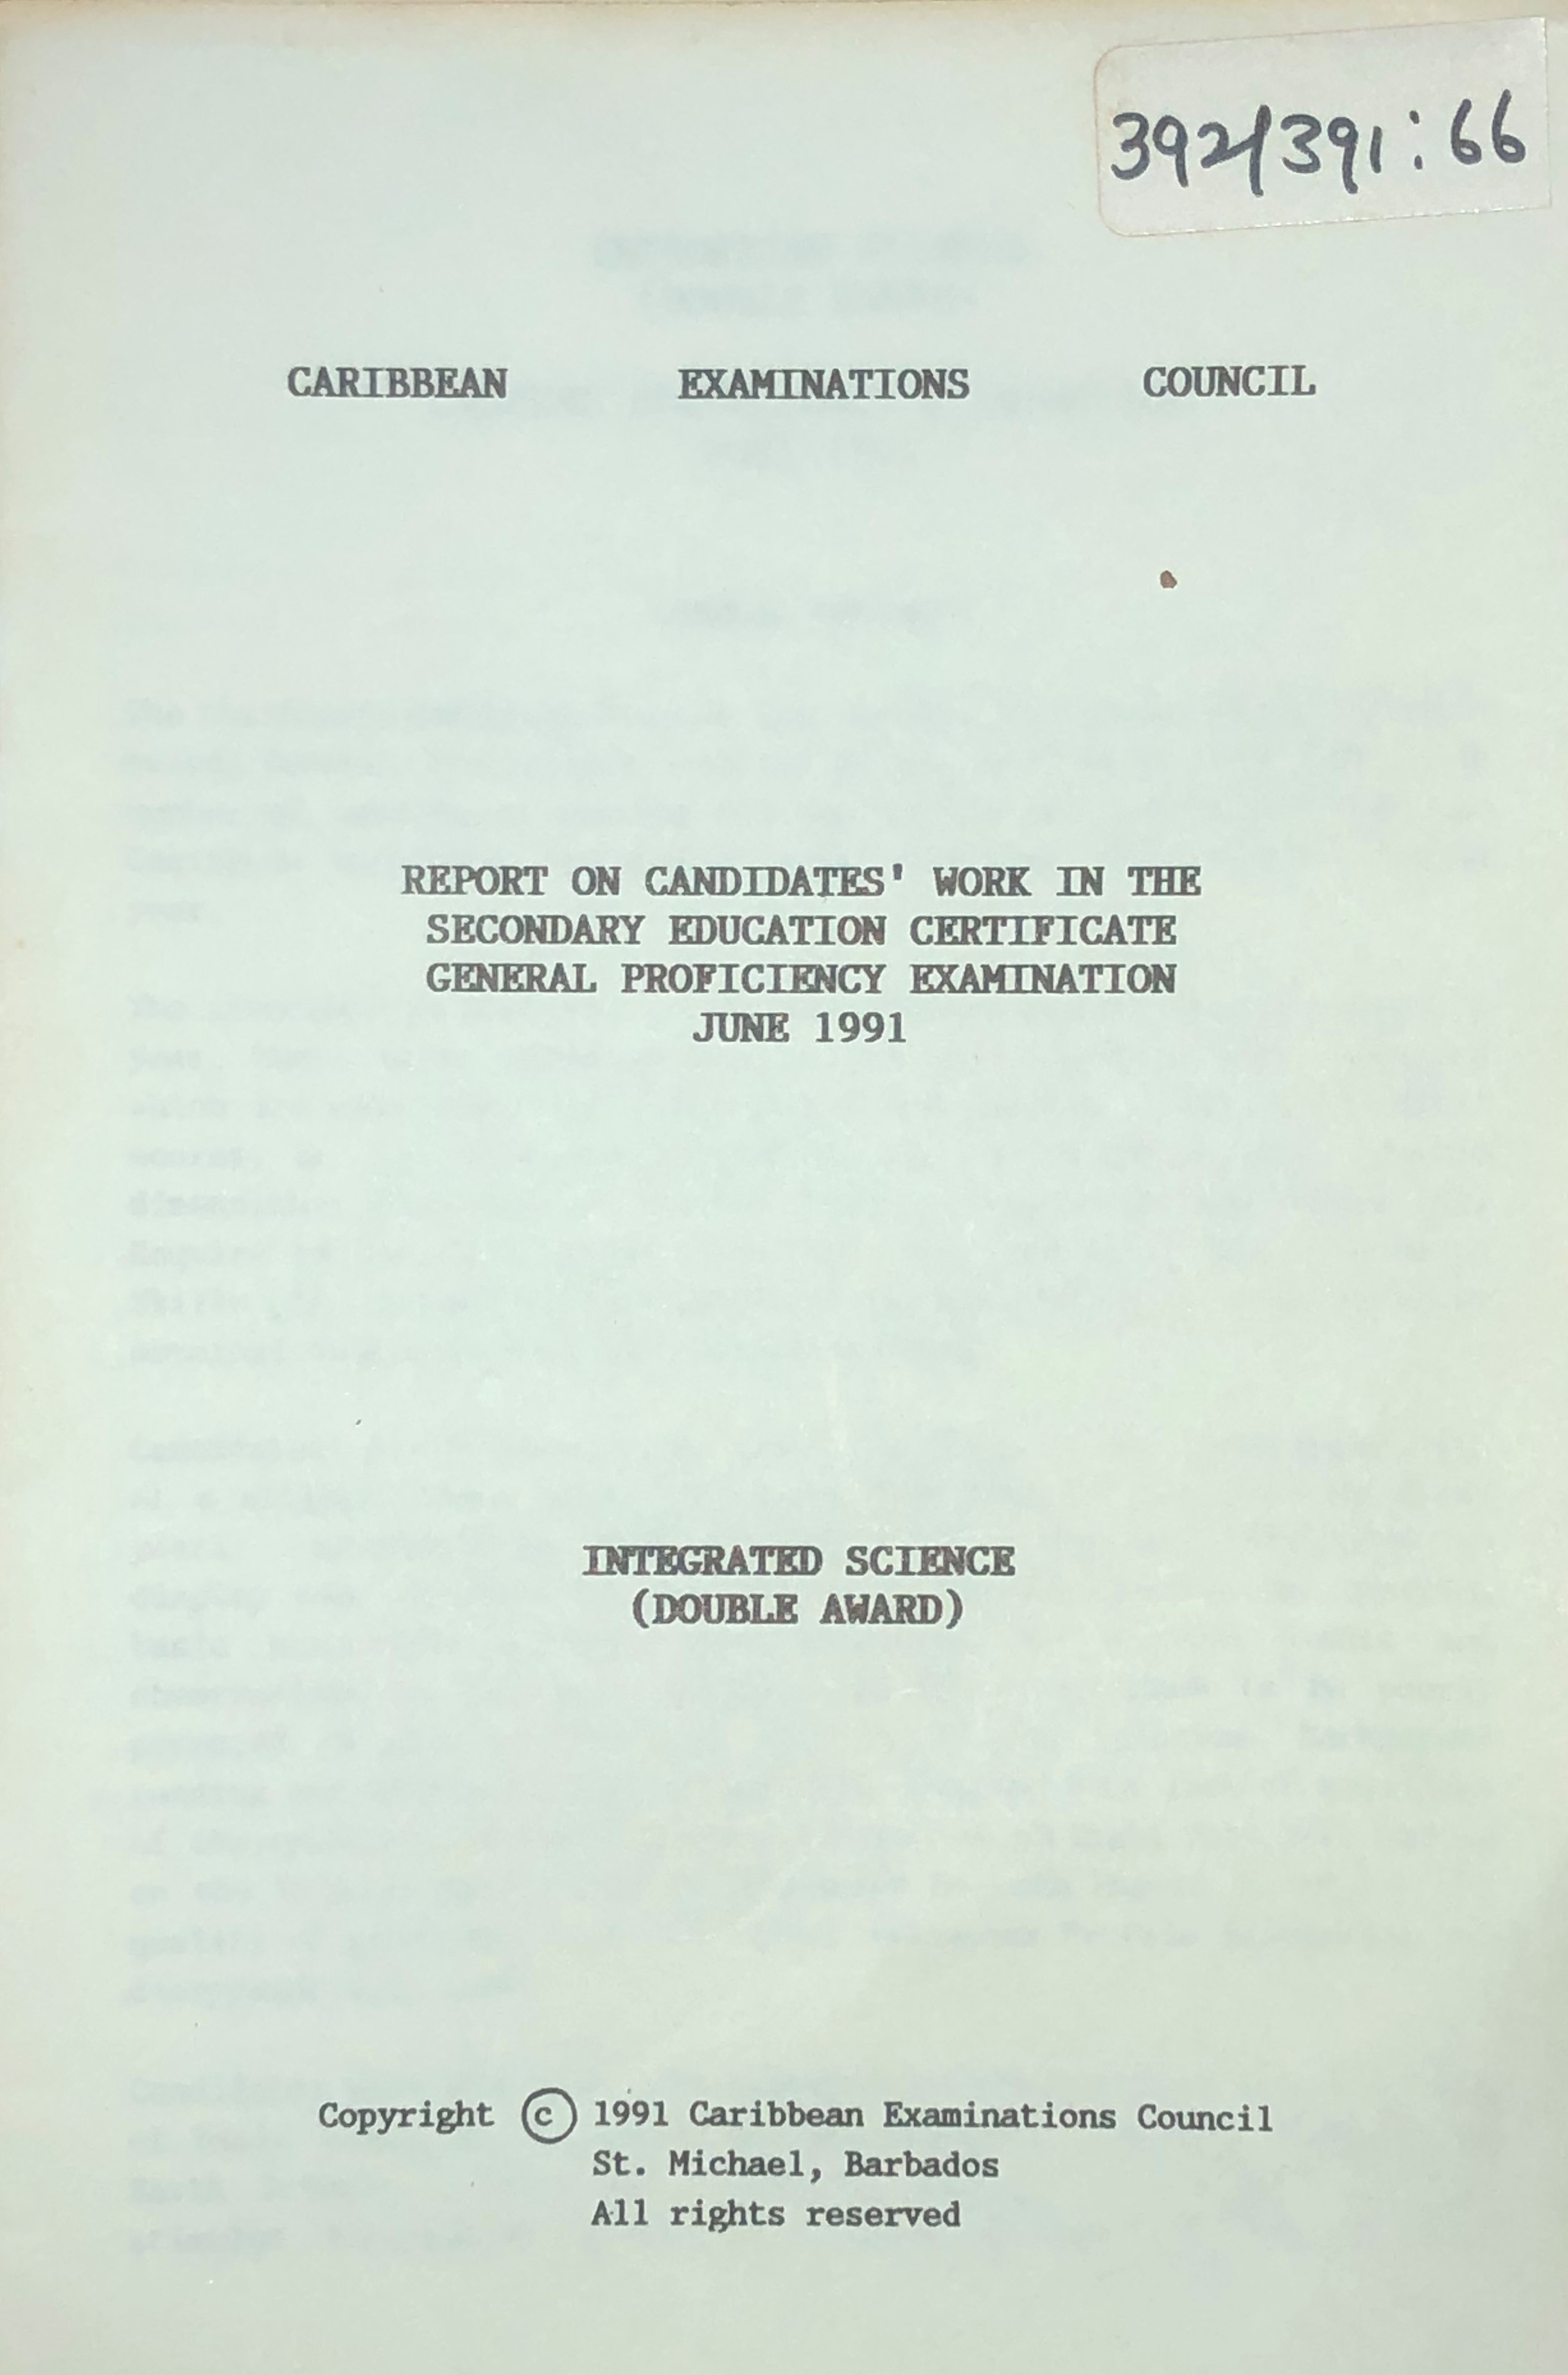 392/391:66
CARIBBEAN EXAMINATIONS COUNCIL
REPORT ON CANDIDATES' WORK IN THE
SECONDARY EDUCATION CERTIFICATE
GENERAL PROFICIENCY EXAMINATION
JUNE 1991
INTEGRATED SCIENCE
(DOUBLE AWARD)
Copyright © 1991 Caribbean Examinations Council
St. Michael, Barbados
All rights reserved